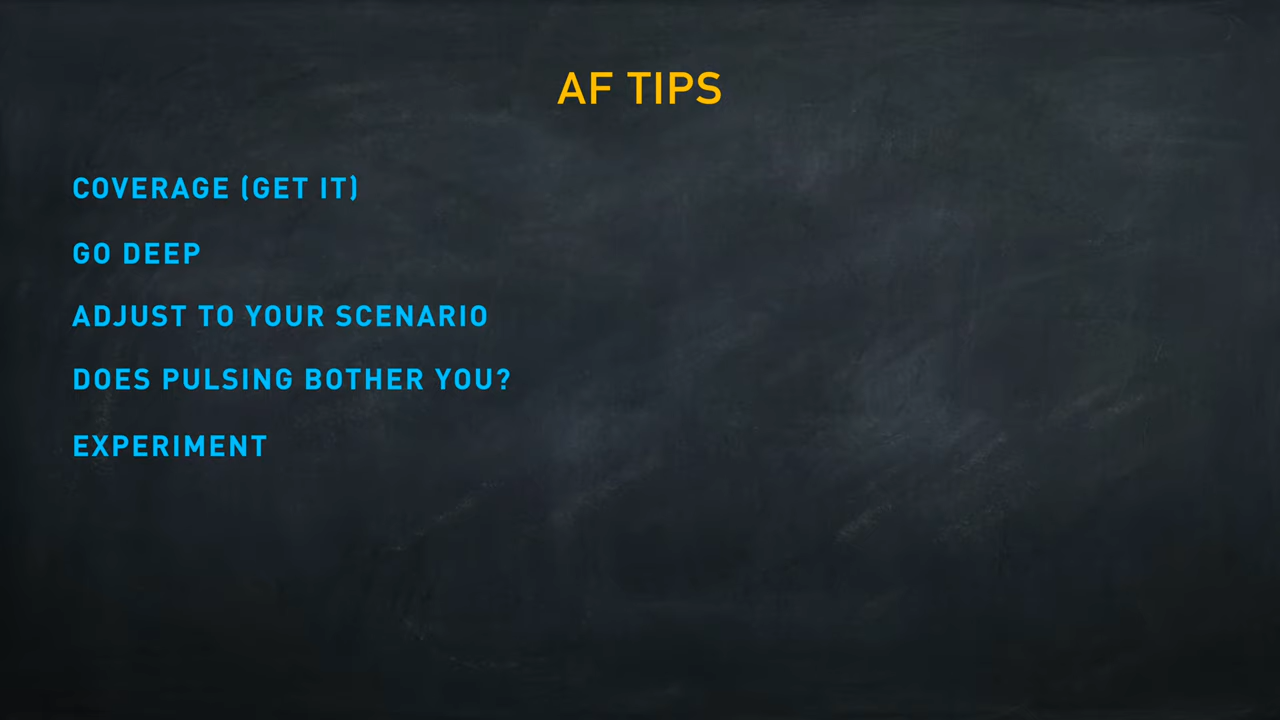 AF TIPS
COVERAGE (GET IT)
GO DEEP
ADJUST TO YOUR SCENARIO
DOES PULSING BOTHER YOU?
EXPERIMENT